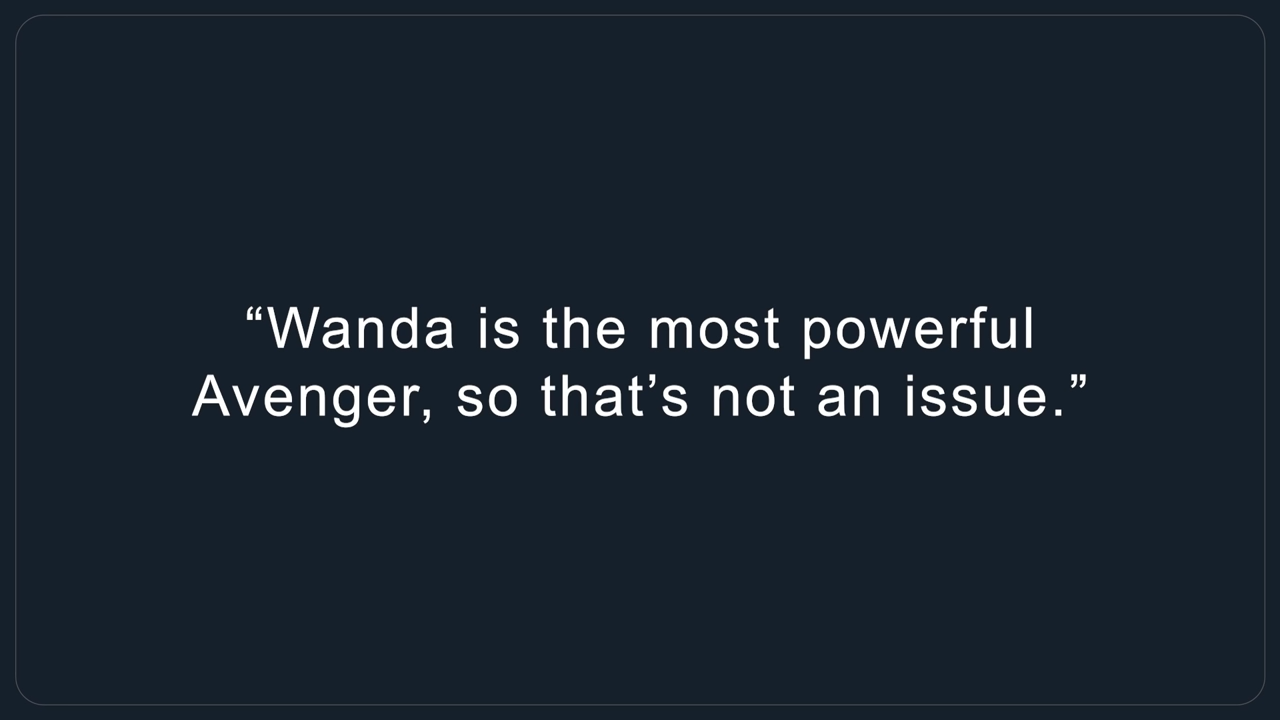 “Wanda is the most powerful
Avenger, so that’s not an issue.”